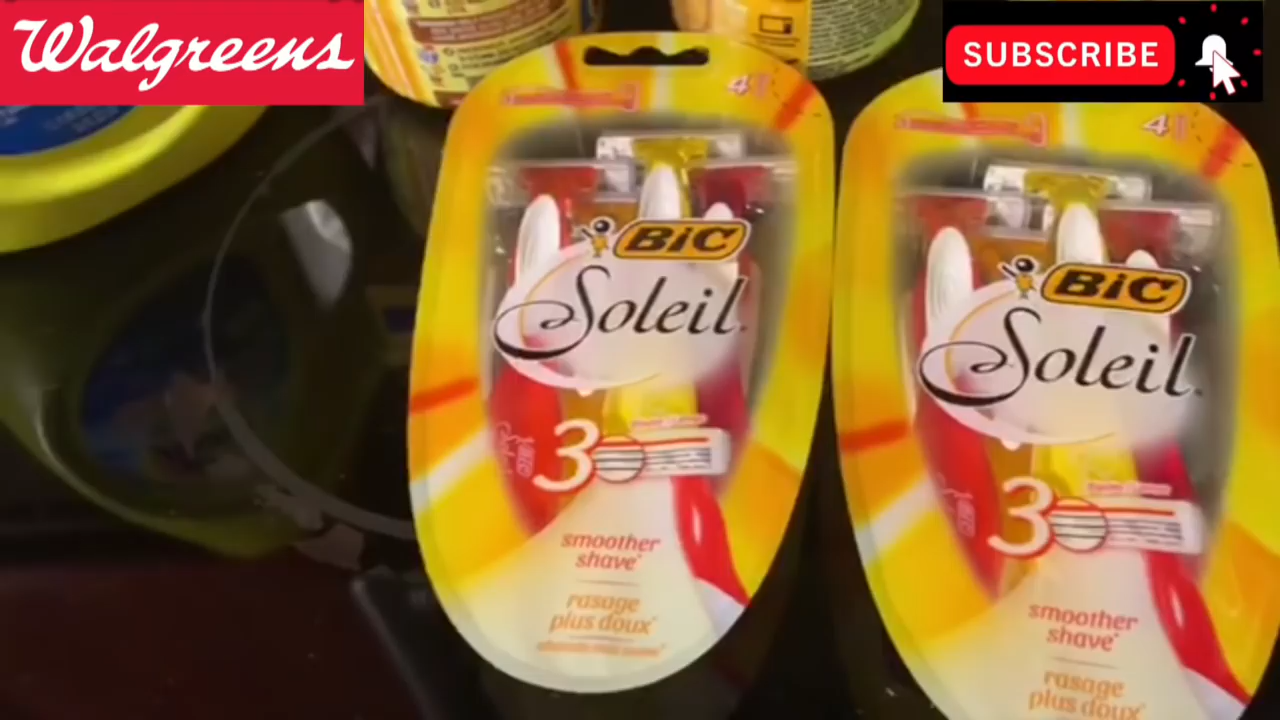 Walgreens
SUBSCRIBE
4
BiC
Soleil
3
smoother
shave*
rasage
plus doux*
4
BiC
Soleil
3
smoother
shave*
rasage
plus doux*